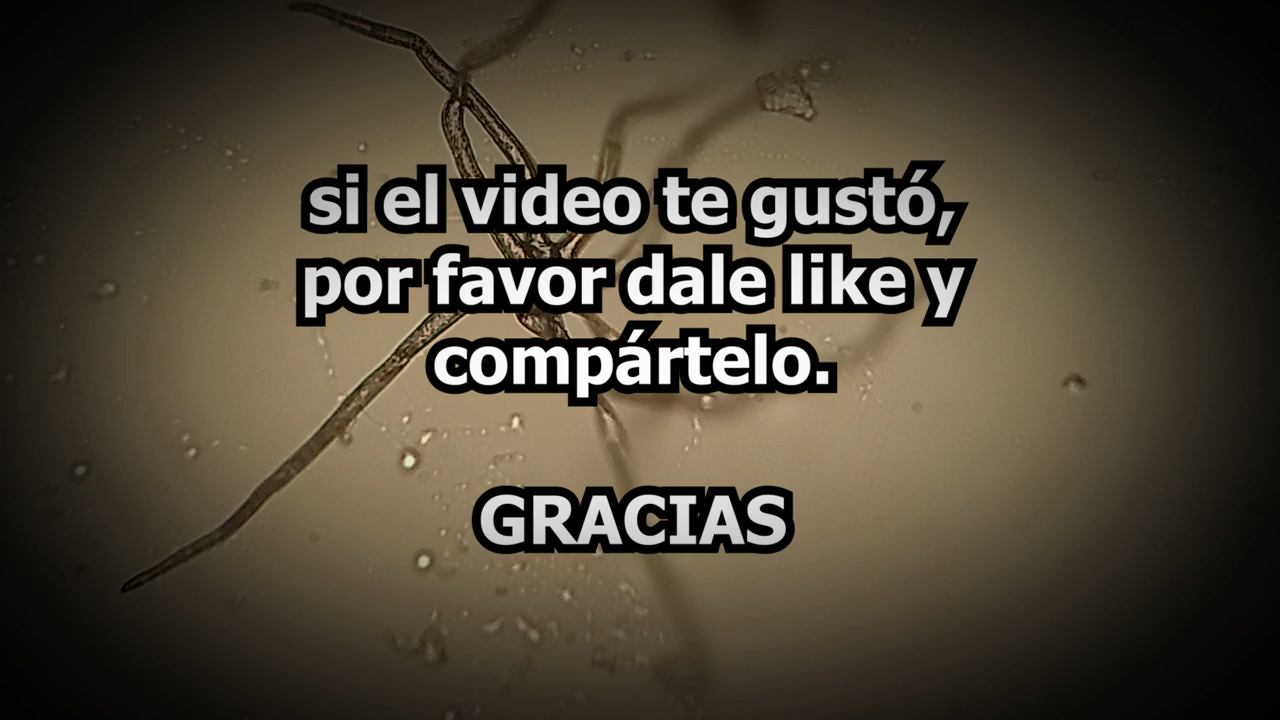 si el video te gustó,
por favor dale like y
compártelo.
GRACIAS